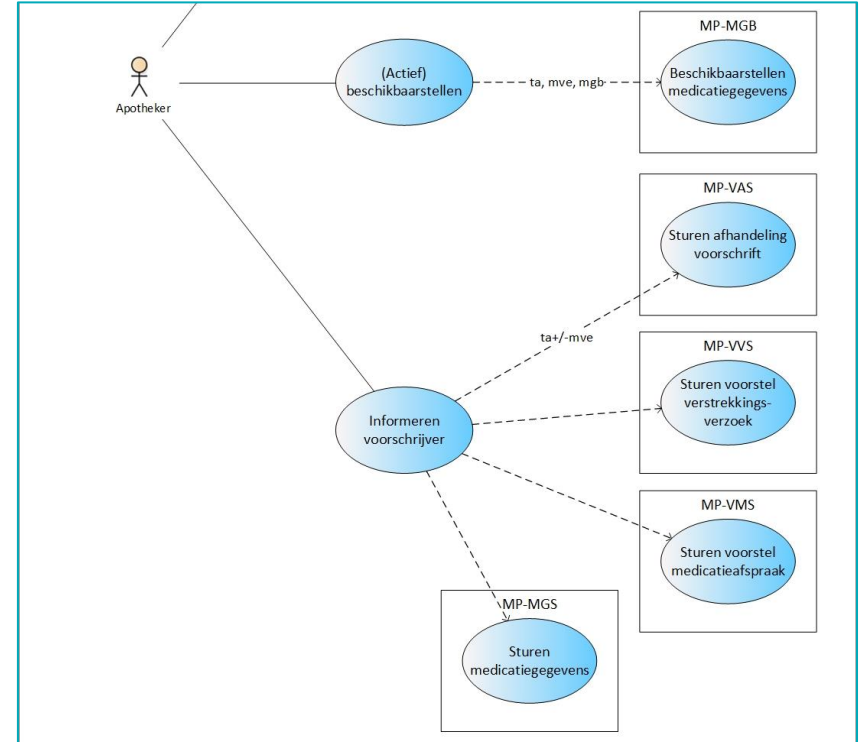 MP-MGB
(Actief)
beschikbaarstellen
ta, mve, mgb
Beschikbaarstellen
medicatiegegevens
Apotheker
MP-VAS
Sturen afhandeling
voorschrift
ta+/-mve
MP-VVS
Sturen voorstel
verstrekkings-
verzoek
Informeren
voorschrijver
MP-VMS
Sturen voorstel
medicatieafspraak
MP-MGS
Sturen
medicatiegegevens